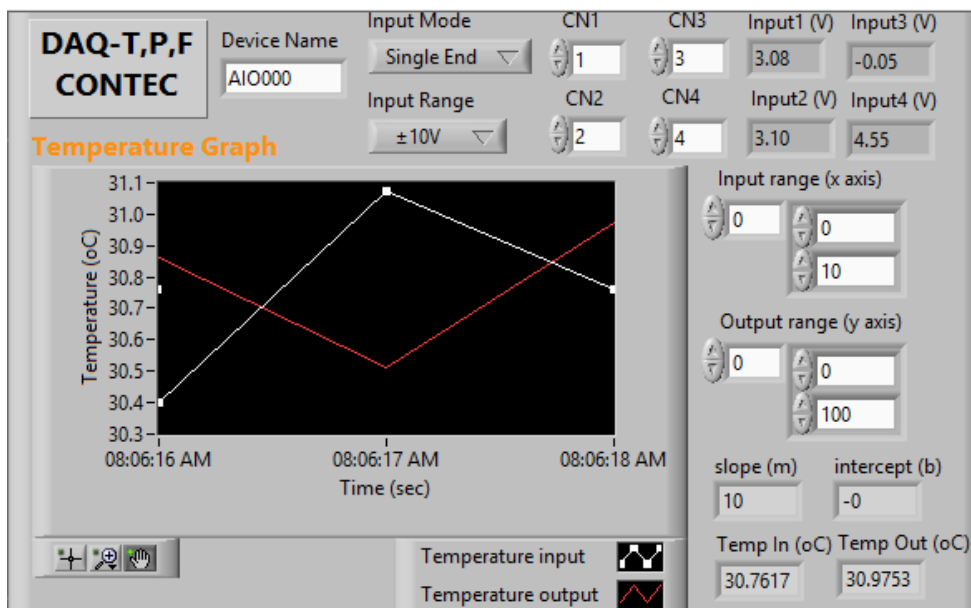 DAQ-T,P,F
CONTEC
Device Name
AIO000
Input Mode
Single End
Input Range
±10V
CN1
1
CN3
3
CN2
2
CN4
4
Input1 (V)
3.08
Input3 (V)
-0.05
Input2 (V)
3.10
Input4 (V)
4.55
Temperature Graph
Temperature (oC)
31.1
31.0
30.9
30.8
30.7
30.6
30.5
30.4
30.3
08:06:16 AM
08:06:17 AM
08:06:18 AM
Time (sec)
Temperature input
Temperature output
Input range (x axis)
0
0
10
Output range (y axis)
0
0
100
slope (m)
10
intercept (b)
-0
Temp In (oC)
30.7617
Temp Out (oC)
30.9753